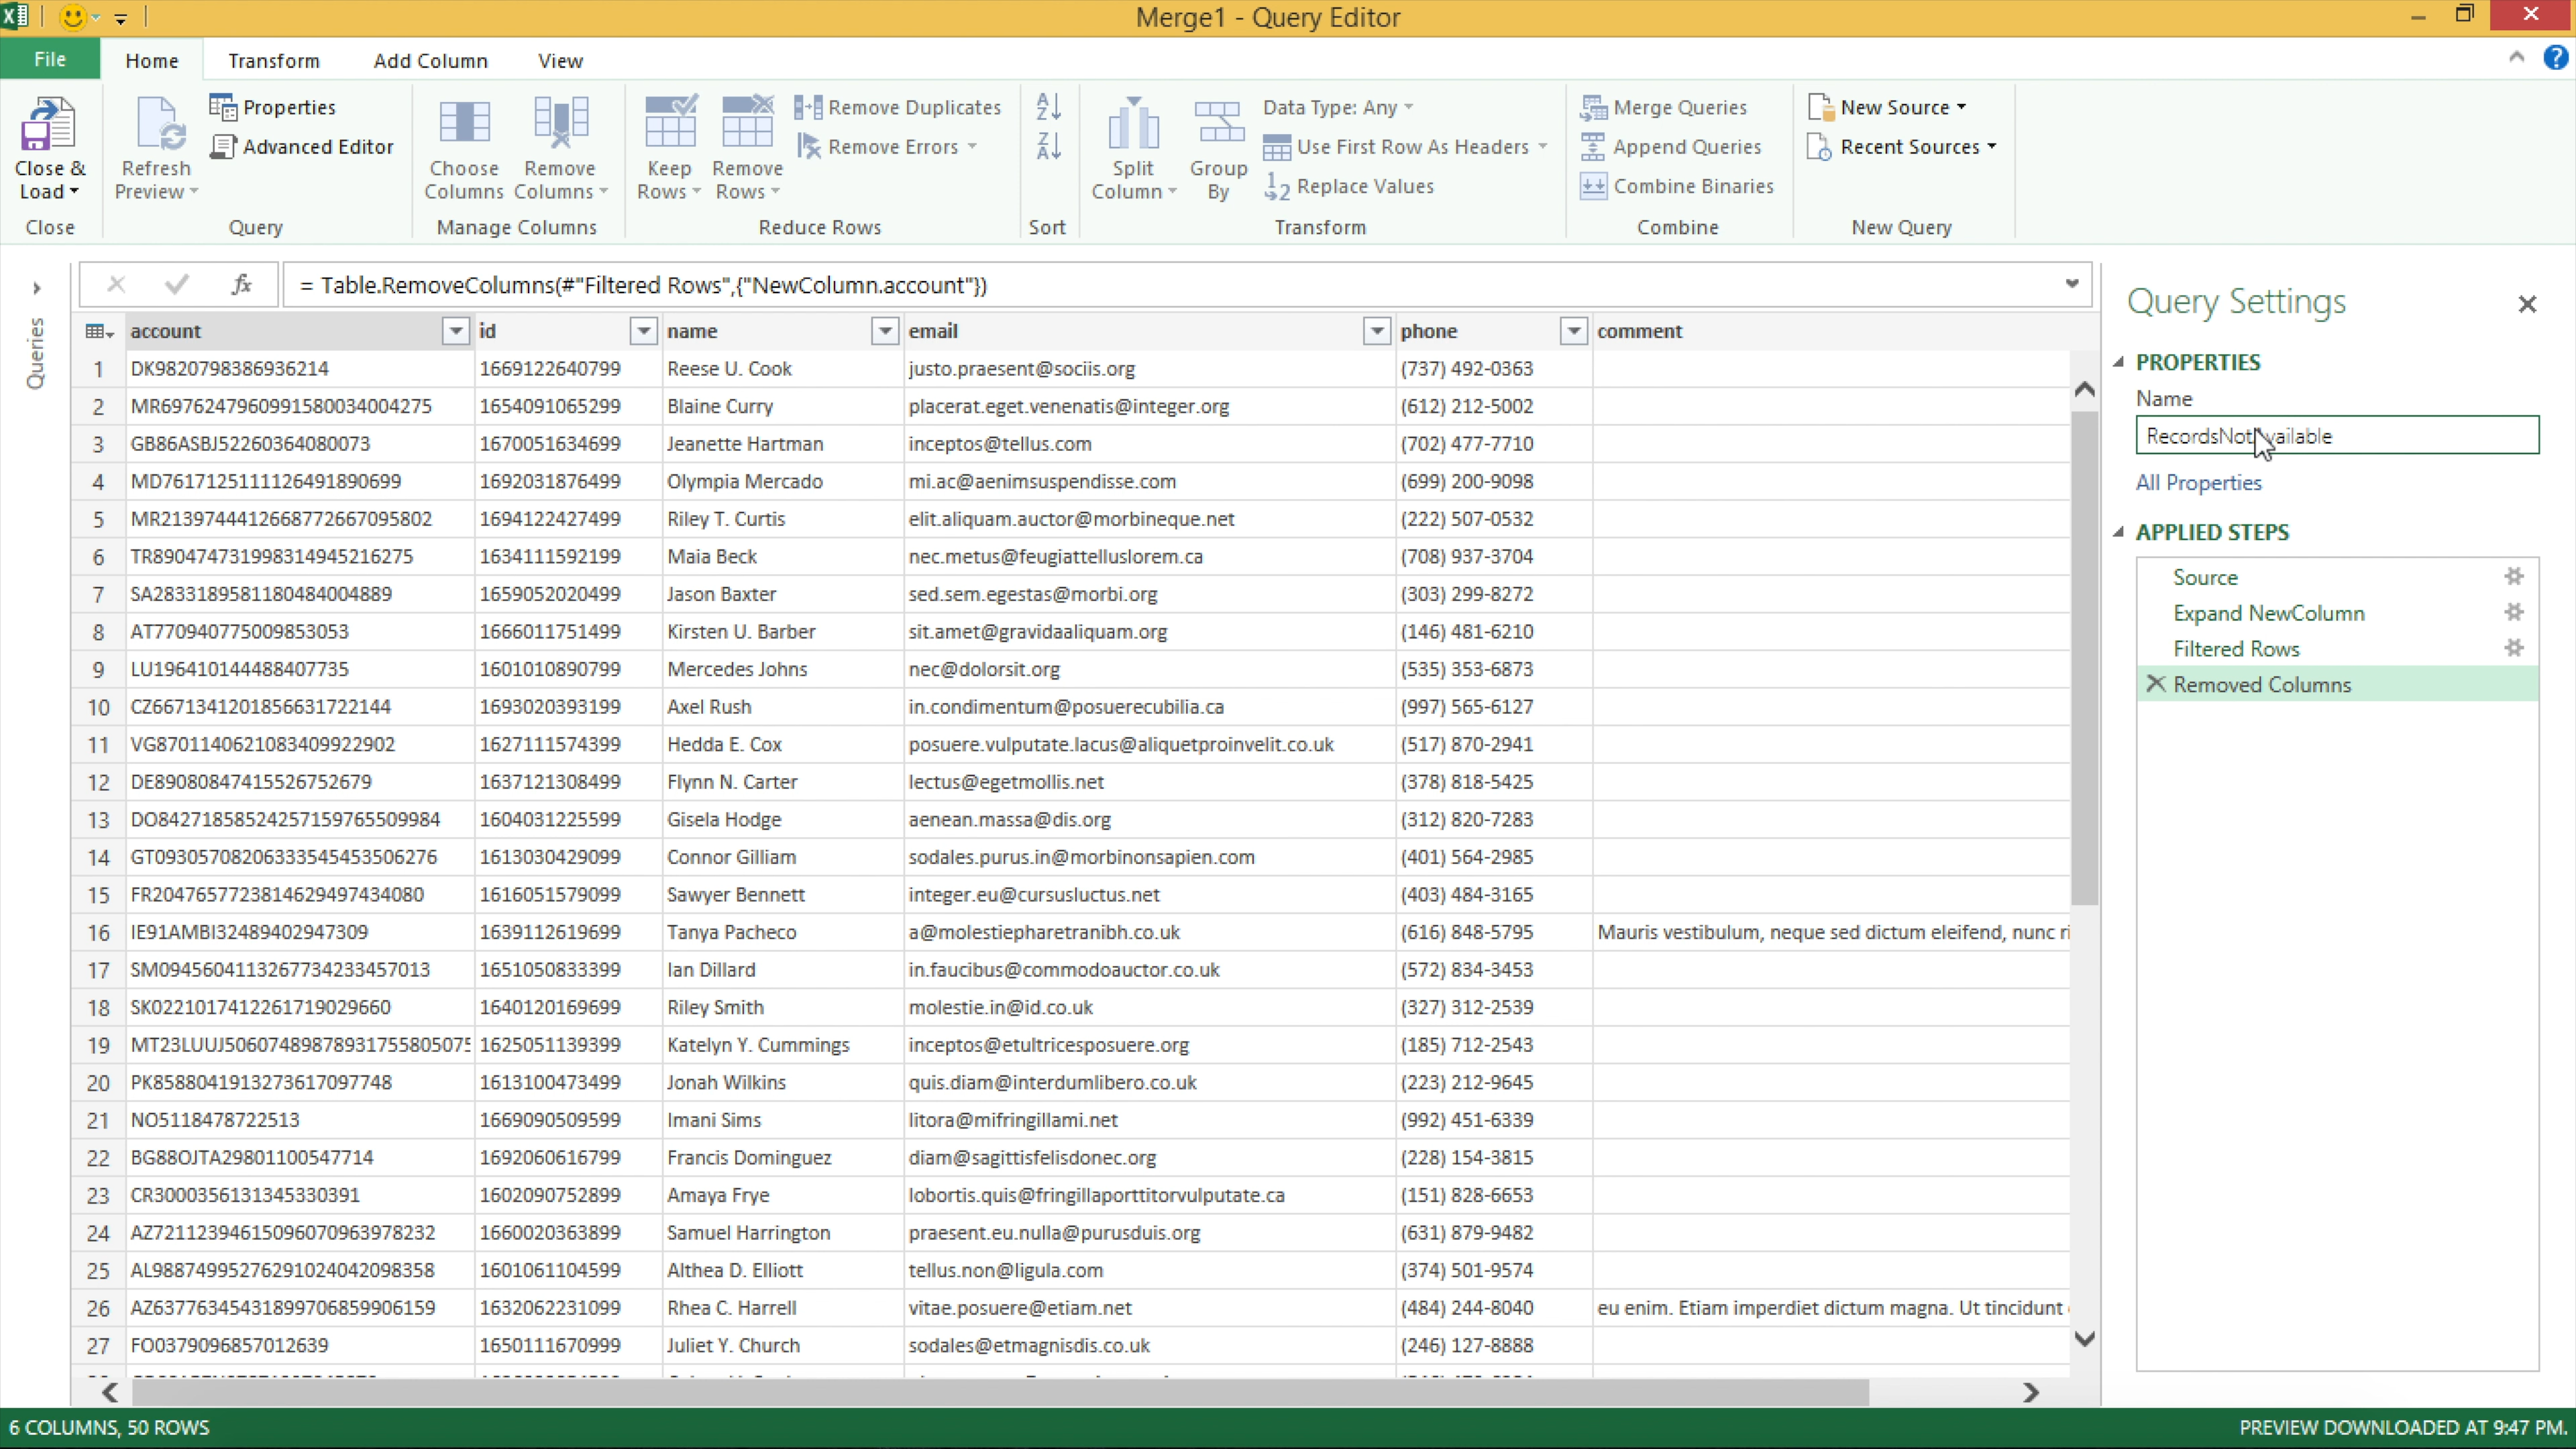 Merge1 - Query Editor
File Home Transform Add Column View
Close & Load
Close
Refresh Preview
Properties
Advanced Editor
Query
Choose Columns
Remove Columns
Manage Columns
Keep Rows
Remove Rows
Remove Duplicates
Remove Errors
Reduce Rows
Sort
Split Column
Group By
Data Type: Any
Use First Row As Headers
Replace Values
Transform
Merge Queries
Append Queries
Combine Binaries
Combine
New Source
Recent Sources
New Query
Queries
= Table.RemoveColumns(#"Filtered Rows",{"NewColumn.account"})
account id name email phone comment
1 DK9820798386936214 1669122640799 Reese U. Cook justo.praesent@sociis.org (737) 492-0363
2 MR6976247960991580034004275 1654091065299 Blaine Curry placerat.eget.venenatis@integer.org (612) 212-5002
3 GB86ASBJ52260364080073 1670051634699 Jeanette Hartman inceptos@tellus.com (702) 477-7710
4 MD7617125111126491890699 1692031876499 Olympia Mercado mi.ac@aenimsuspendisse.com (699) 200-9098
5 MR2139744412668772667095802 1694122427499 Riley T. Curtis elit.aliquam.auctor@morbineque.net (222) 507-0532
6 TR890474731998314945216275 1634111592199 Maia Beck nec.metus@feugiattelluslorem.ca (708) 937-3704
7 SA2833189581180484004889 1659052020499 Jason Baxter sed.sem.egestas@morbi.org (303) 299-8272
8 AT770940775009853053 1666011751499 Kirsten U. Barber sit.amet@gravidaaliquam.org (146) 481-6210
9 LU196410144488407735 1601010890799 Mercedes Johns nec@dolorsit.org (535) 353-6873
10 CZ6671341201856631722144 1693020393199 Axel Rush in.condimentum@posuerecubilia.ca (997) 565-6127
11 VG8701140621083409922902 1627111574399 Hedda E. Cox posuere.vulputate.lacus@aliquetproinvelit.co.uk (517) 870-2941
12 DE89080847415526752679 1637121308499 Flynn N. Carter lectus@egetmollis.net (378) 818-5425
13 DO84271858524257159765509984 1604031225599 Gisela Hodge aenean.massa@dis.org (312) 820-7283
14 GT09305708206333545453506276 1613030429099 Connor Gilliam sodales.purus.in@morbinonsapien.com (401) 564-2985
15 FR2047657723814629497434080 1616051579099 Sawyer Bennett integer.eu@cursusluctus.net (403) 484-3165
16 IE91AMBI32489402947309 1639112619699 Tanya Pacheco a@molestiepharetranibh.co.uk (616) 848-5795 Mauris vestibulum, neque sed dictum eleifend, nunc ri
17 SM0945604113267734233457013 1651050833399 Ian Dillard in.faucibus@commodoauctor.co.uk (572) 834-3453
18 SK0221017412261719029660 1640120169699 Riley Smith molestie.in@id.co.uk (327) 312-2539
19 MT23LUUJ50607489878931755805075 1625051139399 Katelyn Y. Cummings inceptos@etultricesposuere.org (185) 712-2543
20 PK8588041913273617097748 1613100473499 Jonah Wilkins quis.diam@interdumlibero.co.uk (223) 212-9645
21 NO5118478722513 1669090509599 Imani Sims litora@mifringillami.net (992) 451-6339
22 BG88OJTA29801100547714 1692060616799 Francis Dominguez diam@sagittisfelisdonec.org (228) 154-3815
23 CR3000356131345330391 1602090752899 Amaya Frye lobortis.quis@fringillaporttitorvulputate.ca (151) 828-6653
24 AZ72112394615096070963978232 1660020363899 Samuel Harrington praesent.eu.nulla@purusduis.org (631) 879-9482
25 AL98874995276291024042098358 1601061104599 Althea D. Elliott tellus.non@ligula.com (374) 501-9574
26 AZ63776345431899706859906159 1632062231099 Rhea C. Harrell vitae.posuere@etiam.net (484) 244-8040 eu enim. Etiam imperdiet dictum magna. Ut tincidunt
27 FO0379096857012639 1650111670999 Juliet Y. Church sodales@etmagnisdis.co.uk (246) 127-8888
Query Settings
PROPERTIES
Name
RecordsNotAvailable
All Properties
APPLIED STEPS
Source
Expand NewColumn
Filtered Rows
Removed Columns
6 COLUMNS, 50 ROWS
PREVIEW DOWNLOADED AT 9:47 PM.